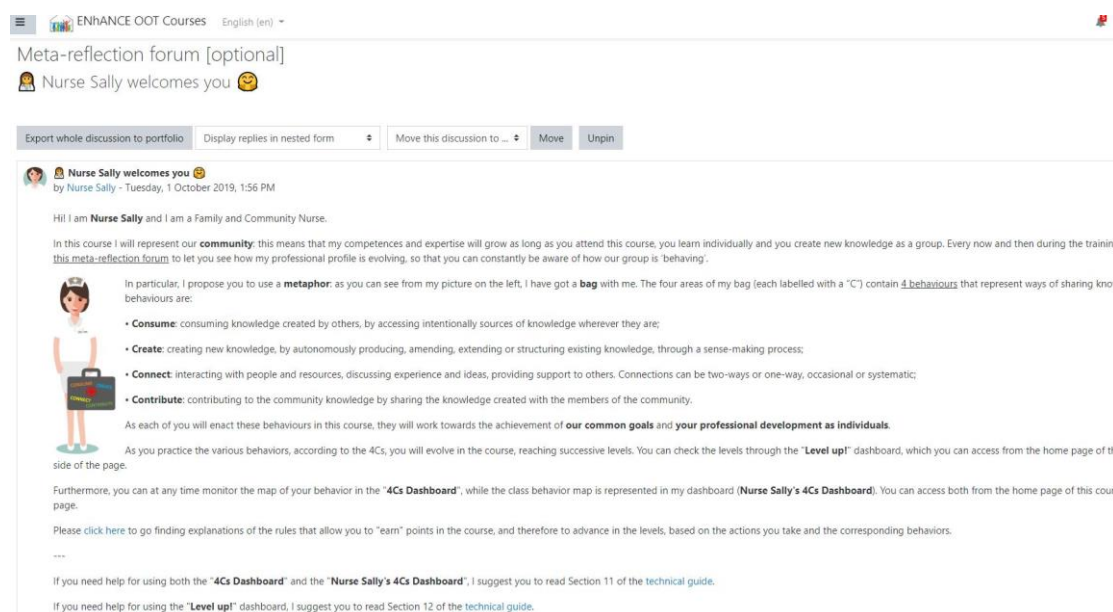 ENhANCE OOT Courses English (en)
Meta-reflection forum [optional]
Nurse Sally welcomes you
Export whole discussion to portfolio Display replies in nested form Move this discussion to ... Move Unpin
Nurse Sally welcomes you
by Nurse Sally - Tuesday, 1 October 2019, 1:56 PM
Hi! I am Nurse Sally and I am a Family and Community Nurse.
In this course I will represent our community: this means that my competences and expertise will grow as long as you attend this course, you learn individually and you create new knowledge as a group. Every now and then during the trainin
this meta-reflection forum to let you see how my professional profile is evolving, so that you can constantly be aware of how our group is 'behaving'.
In particular, I propose you to use a metaphor: as you can see from my picture on the left, I have got a bag with me. The four areas of my bag (each labelled with a "C") contain 4 behaviours that represent ways of sharing kno
behaviours are:
• Consume: consuming knowledge created by others, by accessing intentionally sources of knowledge wherever they are;
• Create: creating new knowledge, by autonomously producing, amending, extending or structuring existing knowledge, through a sense-making process;
• Connect: interacting with people and resources, discussing experience and ideas, providing support to others. Connections can be two-ways or one-way, occasional or systematic;
CONNECT
• Contribute: contributing to the community knowledge by sharing the knowledge created with the members of the community.
As each of you will enact these behaviours in this course, they will work towards the achievement of our common goals and your professional development as individuals.
As you practice the various behaviors, according to the 4Cs, you will evolve in the course, reaching successive levels. You can check the levels through the "Level up!" dashboard, which you can access from the home page of th
side of the page.
Furthermore, you can at any time monitor the map of your behavior in the "4Cs Dashboard", while the class behavior map is represented in my dashboard (Nurse Sally's 4Cs Dashboard). You can access both from the home page of this cour
page.
Please click here to go finding explanations of the rules that allow you to "earn" points in the course, and therefore to advance in the levels, based on the actions you take and the corresponding behaviors.
---
If you need help for using both the "4Cs Dashboard" and the "Nurse Sally's 4Cs Dashboard", I suggest you to read Section 11 of the technical guide.
If you need help for using the "Level up!" dashboard, I suggest you to read Section 12 of the technical guide.